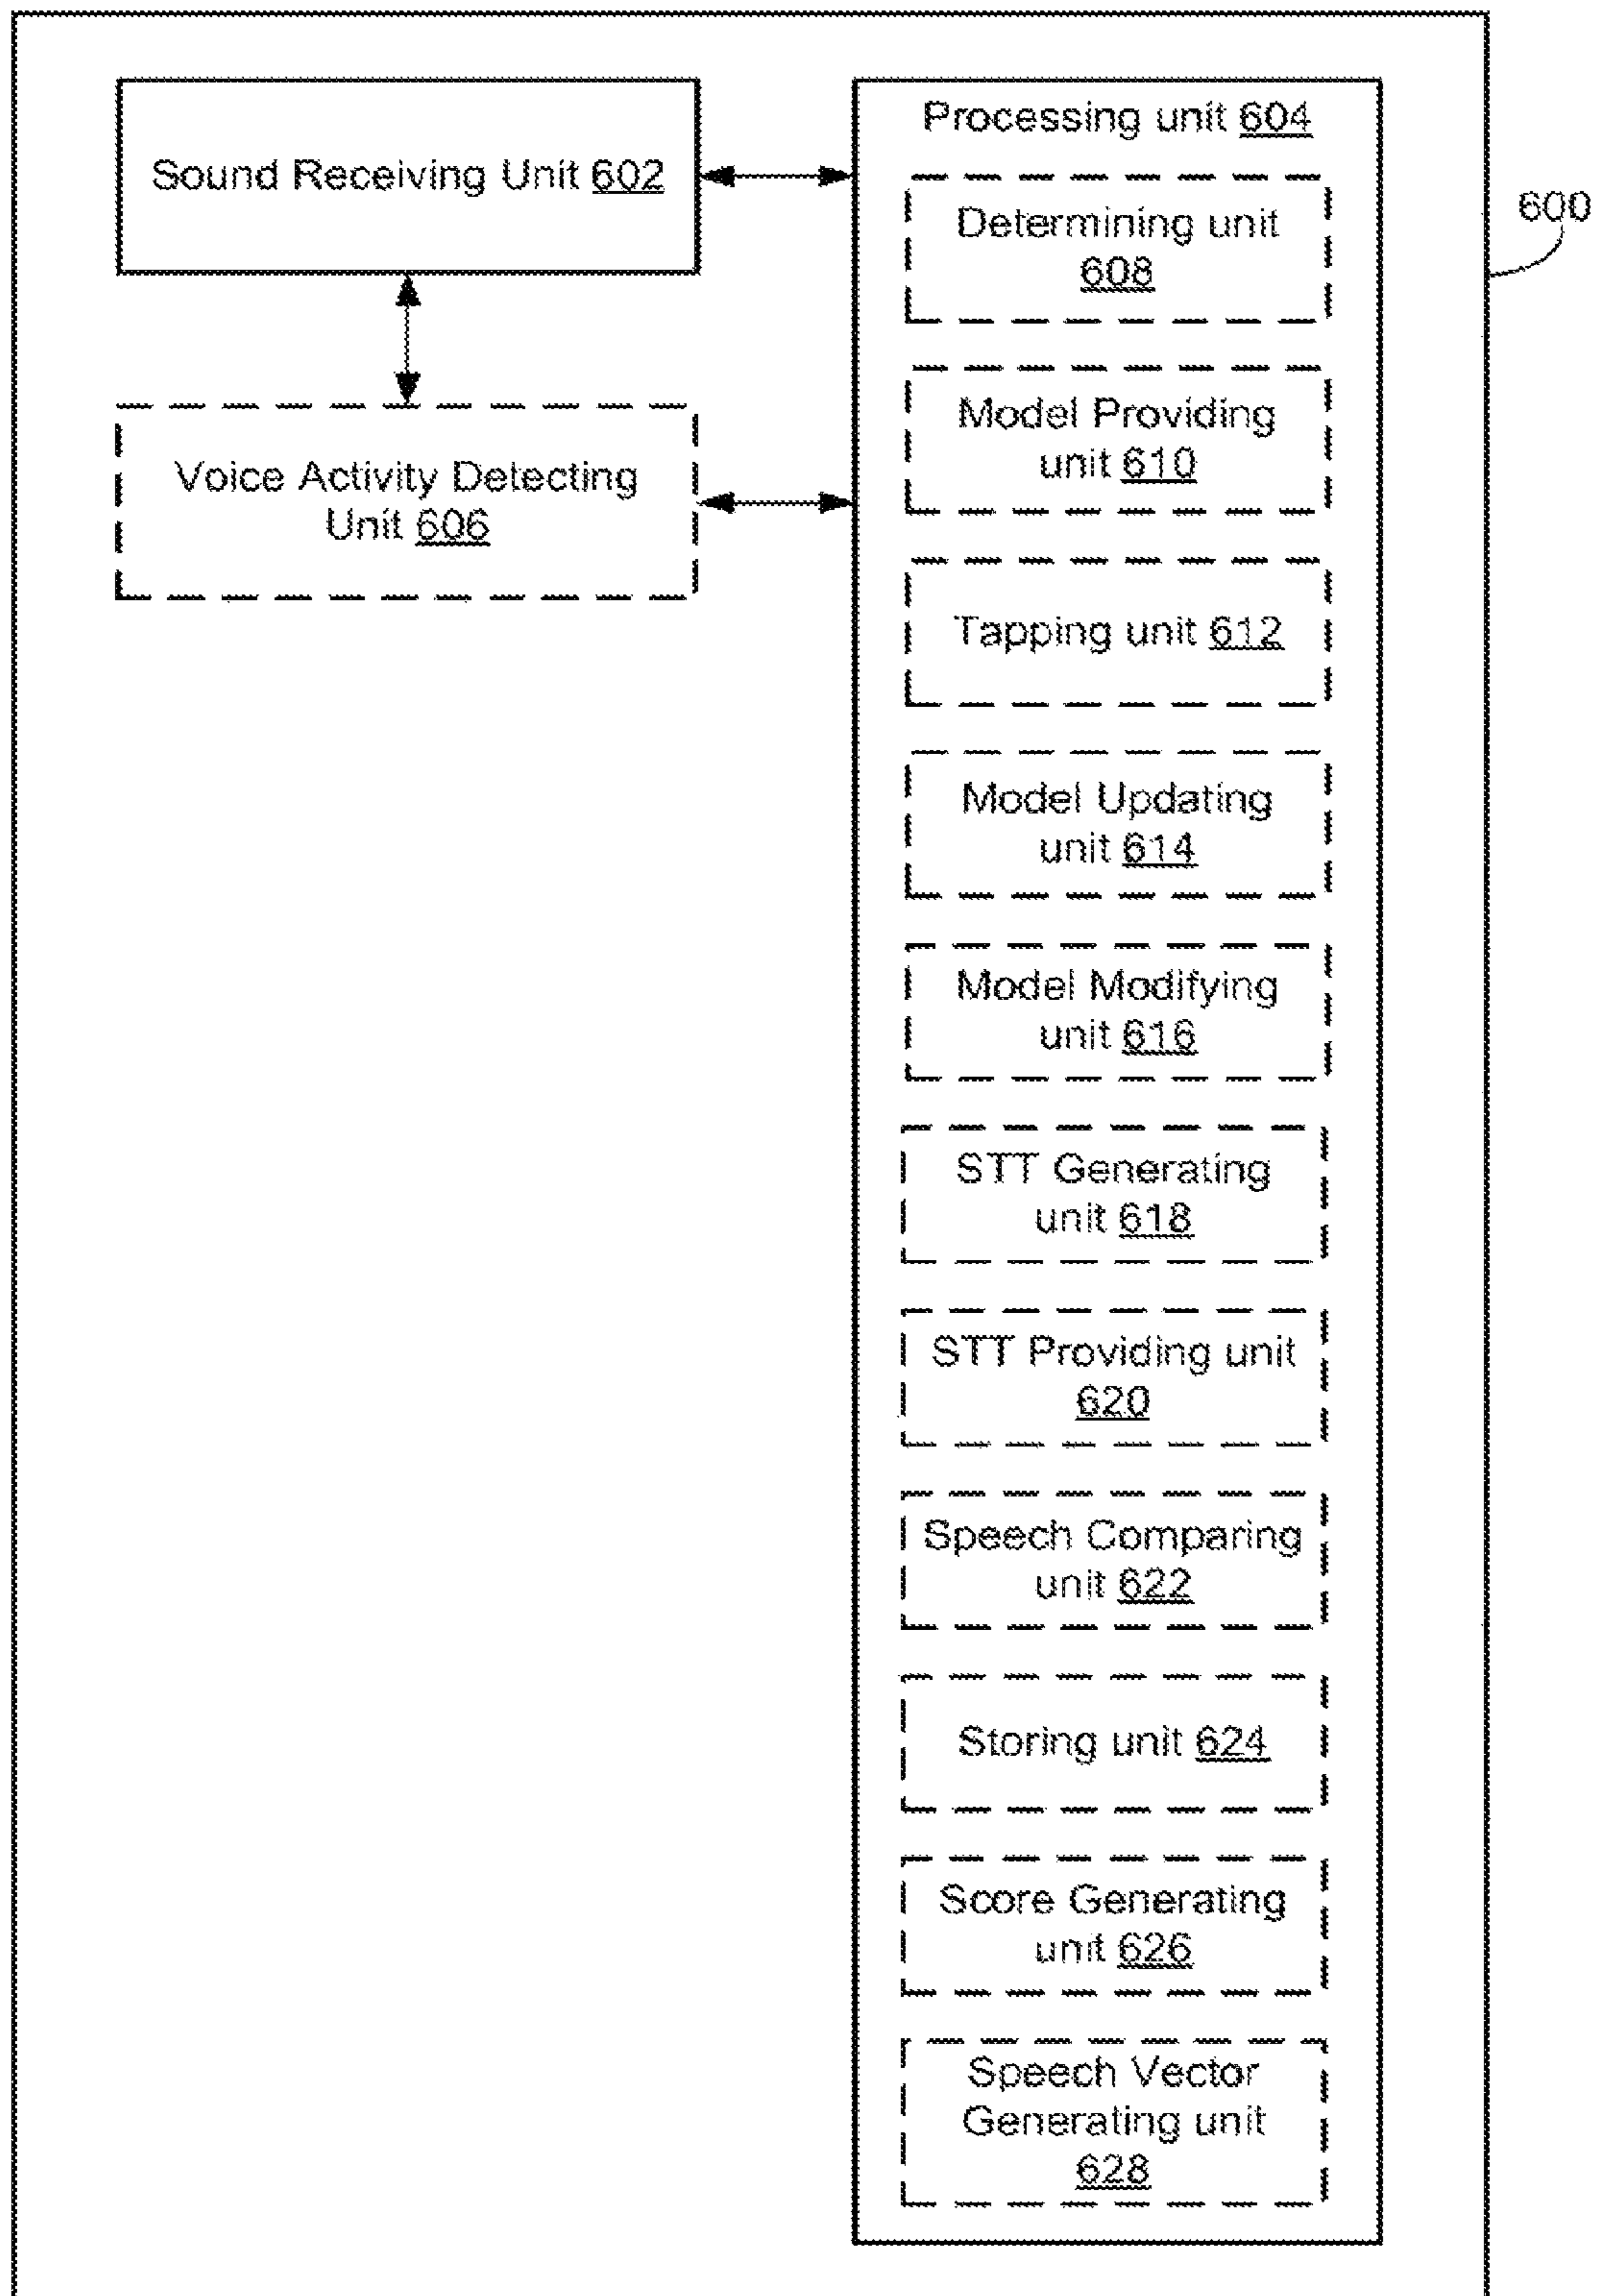 Sound Receiving Unit 602
Voice Activity Detecting
Unit 606
Processing unit 604
Determining unit
608
Model Providing
unit 610
Tapping unit 612
Model Updating
unit 614
Model Modifying
unit 616
STT Generating
unit 618
STT Providing unit
620
Speech Comparing
unit 622
Storing unit 624
Score Generating
unit 626
Speech Vector
Generating unit
628
600